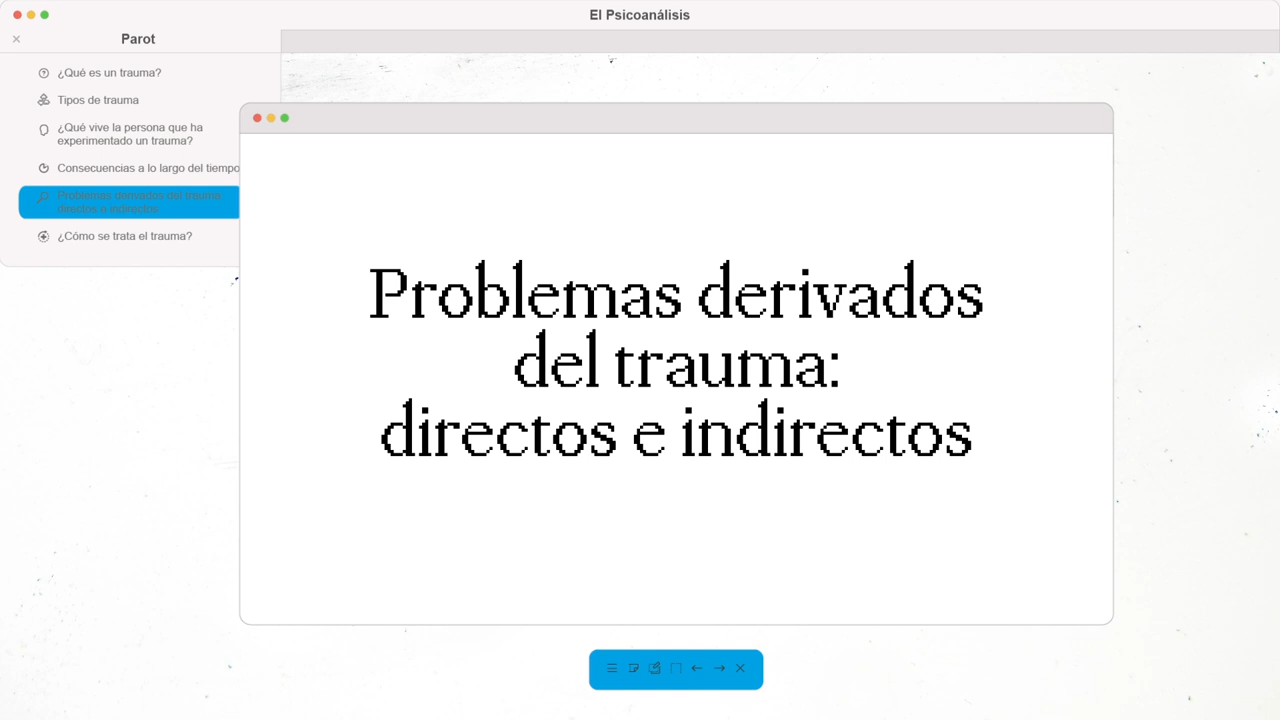 El Psicoanálisis
Parot
¿Qué es un trauma?
Tipos de trauma
¿Qué vive la persona que ha
experimentado un trauma?
Consecuencias a lo largo del tiempo
Problemas derivados del trauma:
directos e indirectos
¿Cómo se trata el trauma?
Problemas derivados
del trauma:
directos e indirectos